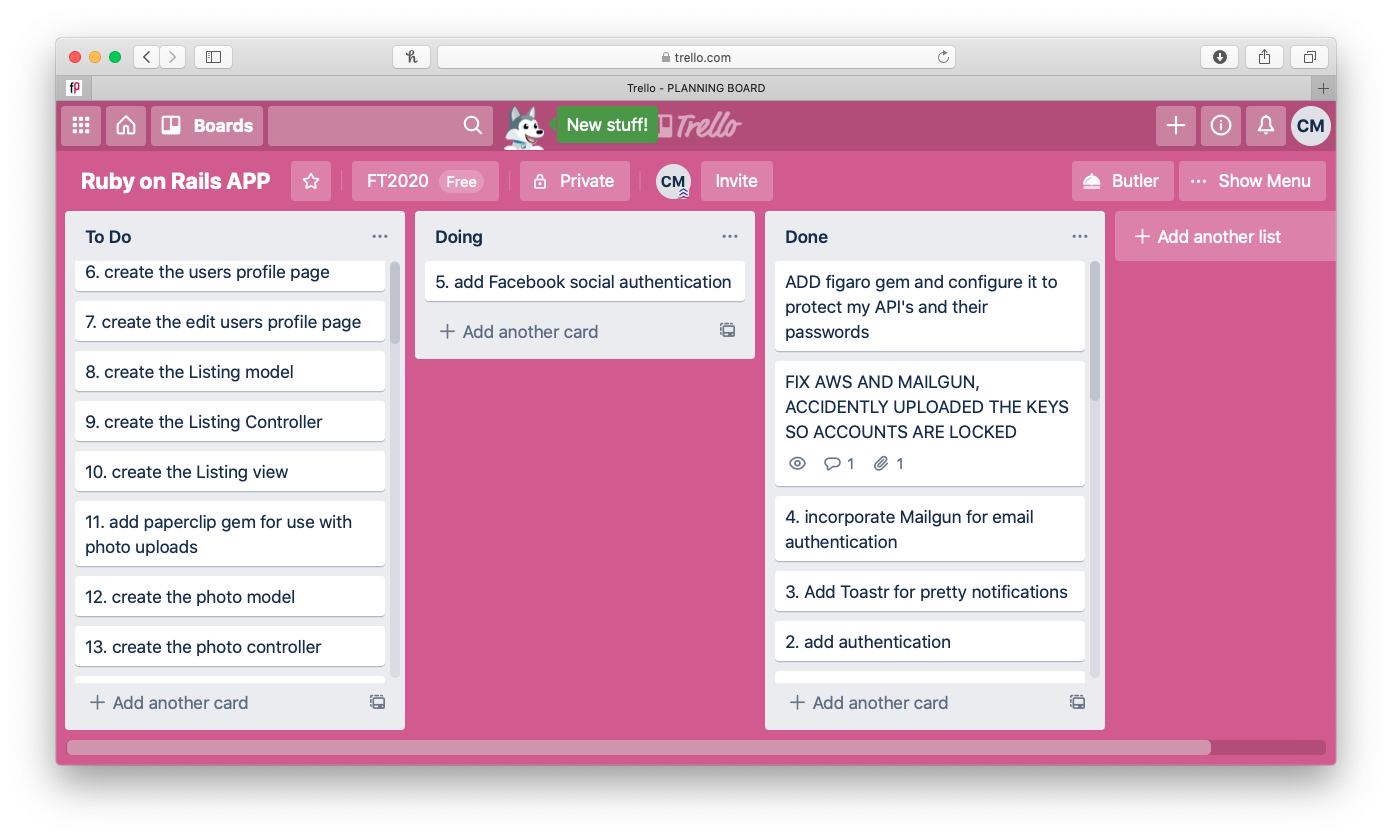 trello.com
fp
Trello - PLANNING BOARD
Boards
New stuff!
Trello
CM
Ruby on Rails APP
FT2020
Free
Private
CM
Invite
Butler
Show Menu
To Do
6. create the users profile page
7. create the edit users profile page
8. create the Listing model
9. create the Listing Controller
10. create the Listing view
11. add paperclip gem for use with
photo uploads
12. create the photo model
13. create the photo controller
Add another card
Doing
5. add Facebook social authentication
Add another card
Done
ADD figaro gem and configure it to
protect my API's and their
passwords
FIX AWS AND MAILGUN,
ACCIDENTLY UPLOADED THE KEYS
SO ACCOUNTS ARE LOCKED
1
1
4. incorporate Mailgun for email
authentication
3. Add Toastr for pretty notifications
2. add authentication
Add another card
Add another list